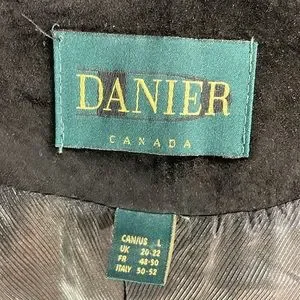 DANIER
CANADA
CAN/US L
UK 20-22
FR 48-50
ITALY 50-52